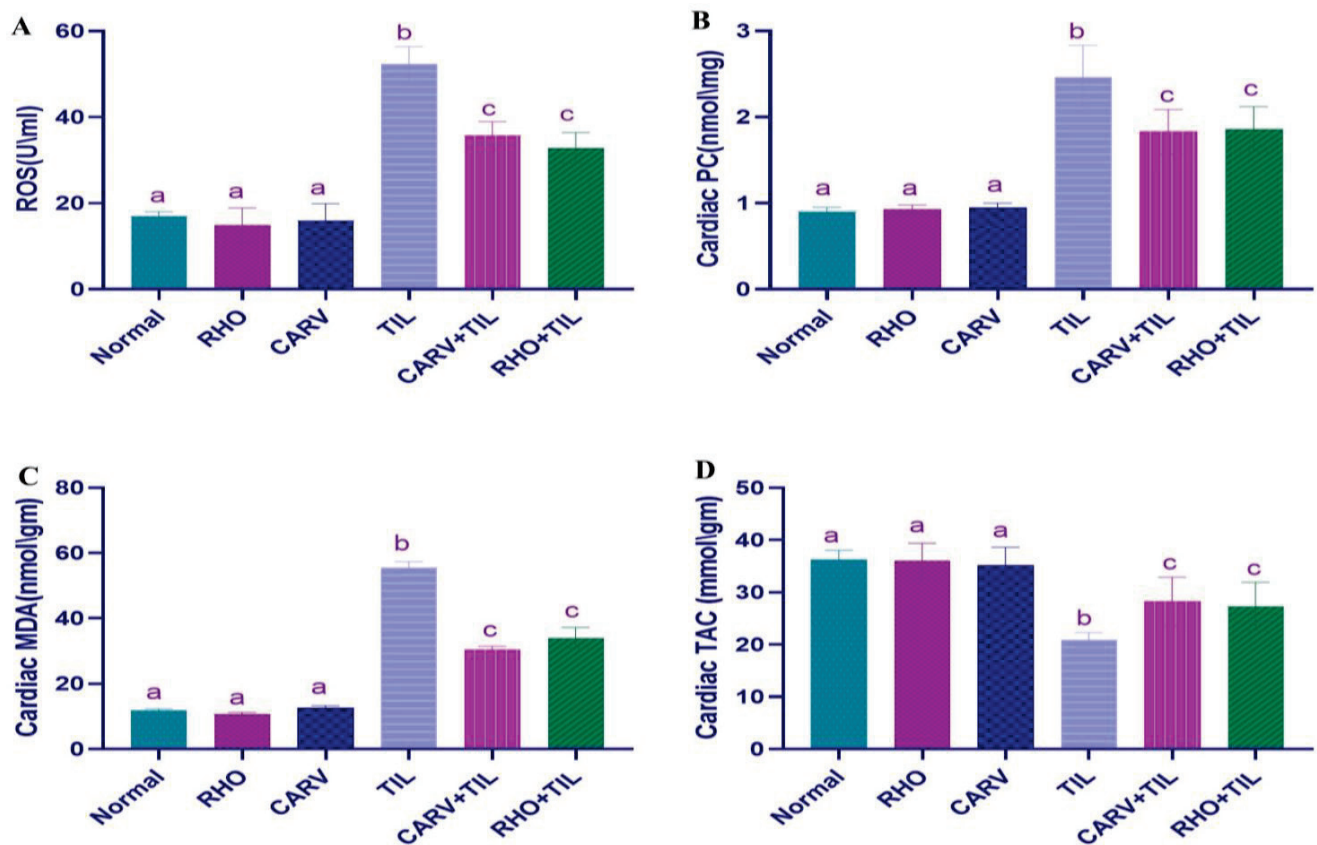 A
ROS(U\ml)
60
40
20
0
a
a
a
b
c
c
Normal
RHO
CARV
TIL
CARV+TIL
RHO+TIL
B
Cardiac PC(nmol\mg)
3
2
1
0
a
a
a
b
c
c
Normal
RHO
CARV
TIL
CARV+TIL
RHO+TIL
C
Cardiac MDA(nmol\gm)
80
60
40
20
0
a
a
a
b
c
c
Normal
RHO
CARV
TIL
CARV+TIL
RHO+TIL
D
Cardiac TAC (mmol\gm)
50
40
30
20
10
0
a
a
a
b
c
c
Normal
RHO
CARV
TIL
CARV+TIL
RHO+TIL